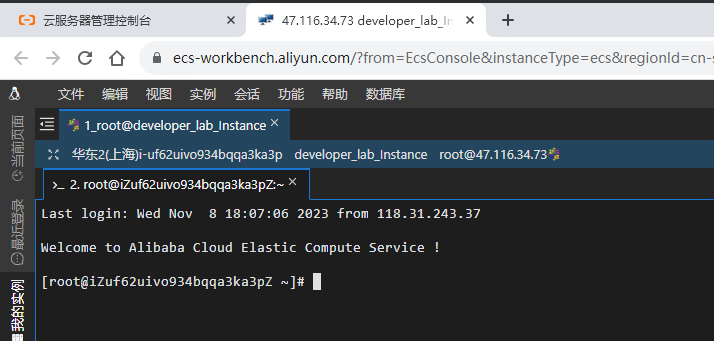 云服务器管理控制台
47.116.34.73 developer_lab_Ins
ecs-workbench.aliyun.com/?from=EcsConsole&instanceType=ecs&regionId=cn-s
文件 编辑 视图 实例 会话 功能 帮助 数据库
1_root@developer_lab_Instance
华东2(上海)i-uf62uivo934bqqa3ka3p developer_lab_Instance root@47.116.34.73
2. root@iZuf62uivo934bqqa3ka3pZ:~
当前页面
最近登录
我的实例
Last login: Wed Nov  8 18:07:06 2023 from 118.31.243.37
Welcome to Alibaba Cloud Elastic Compute Service !
[root@iZuf62uivo934bqqa3ka3pZ ~]#